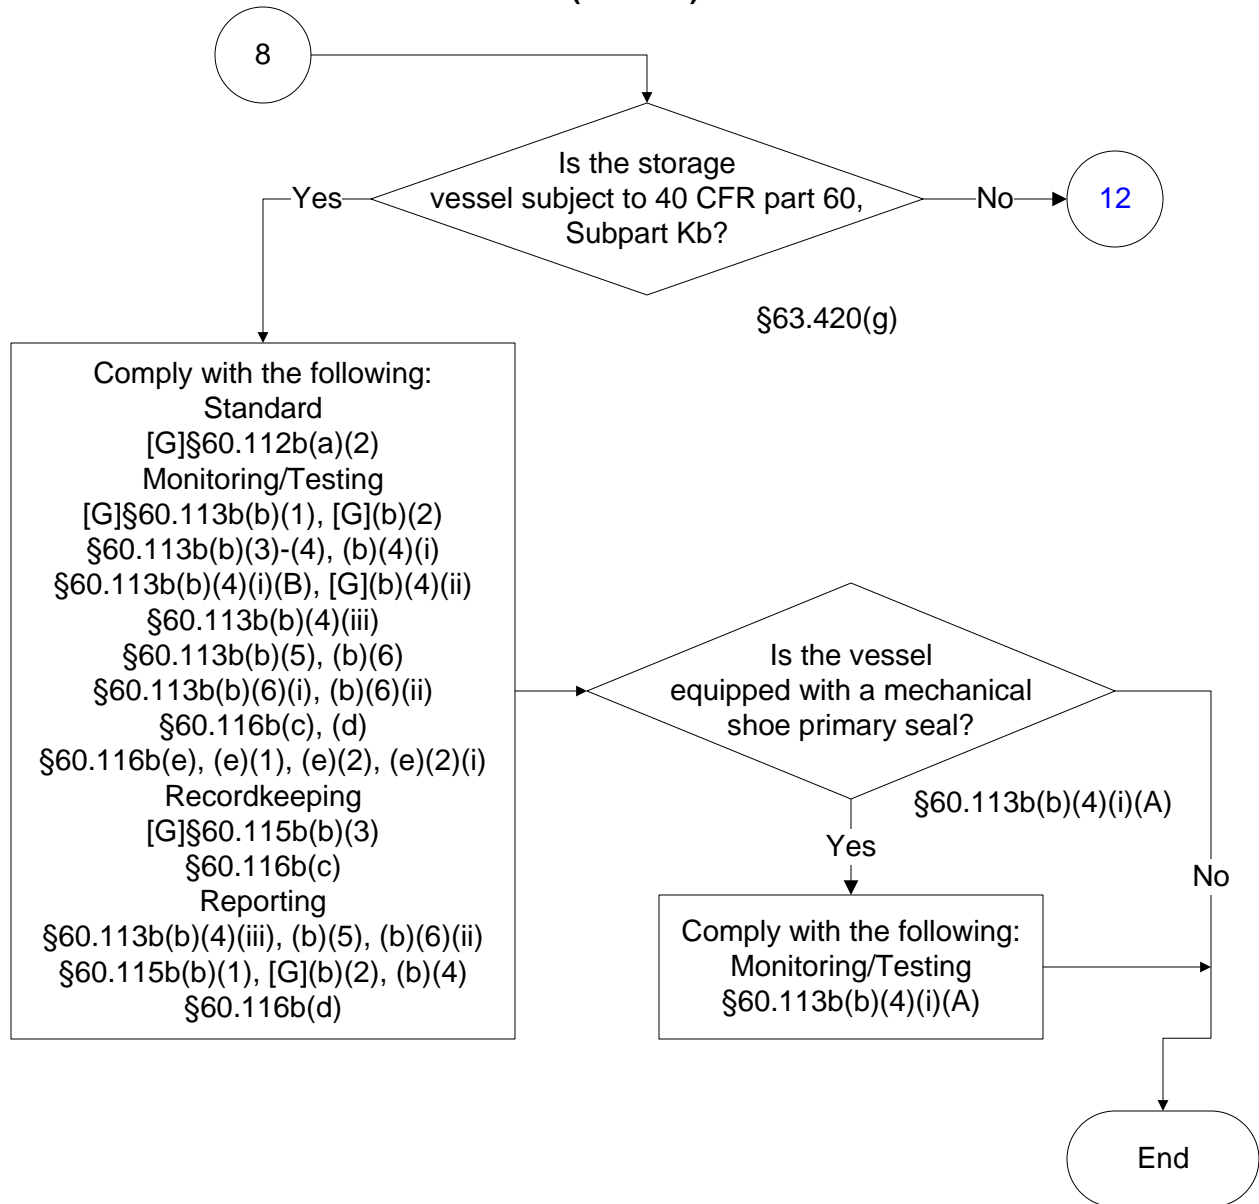 8
Is the storage
vessel subject to 40 CFR part 60,
Subpart Kb?
Yes
No
12
§63.420(g)
Comply with the following:
Standard
[G]§60.112b(a)(2)
Monitoring/Testing
[G]§60.113b(b)(1), [G](b)(2)
§60.113b(b)(3)-(4), (b)(4)(i)
§60.113b(b)(4)(i)(B), [G](b)(4)(ii)
§60.113b(b)(4)(iii)
§60.113b(b)(5), (b)(6)
§60.113b(b)(6)(i), (b)(6)(ii)
§60.116b(c), (d)
§60.116b(e), (e)(1), (e)(2), (e)(2)(i)
Recordkeeping
[G]§60.115b(b)(3)
§60.116b(c)
Reporting
§60.113b(b)(4)(iii), (b)(5), (b)(6)(ii)
§60.115b(b)(1), [G](b)(2), (b)(4)
§60.116b(d)
Is the vessel
equipped with a mechanical
shoe primary seal?
§60.113b(b)(4)(i)(A)
Yes
No
Comply with the following:
Monitoring/Testing
§60.113b(b)(4)(i)(A)
End